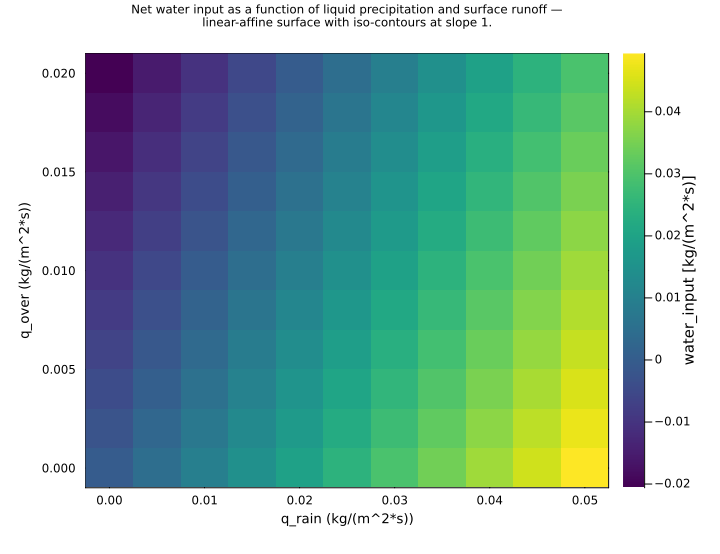 Net water input as a function of liquid precipitation and surface runoff —
linear-affine surface with iso-contours at slope 1.
0.020
0.015
0.010
0.005
0.000
q_over (kg/(m^2*s))
0.00 0.01 0.02 0.03 0.04 0.05
q_rain (kg/(m^2*s))
0.04
0.03
0.02
0.01
0
−0.01
−0.02
water_input [kg/(m^2*s)]